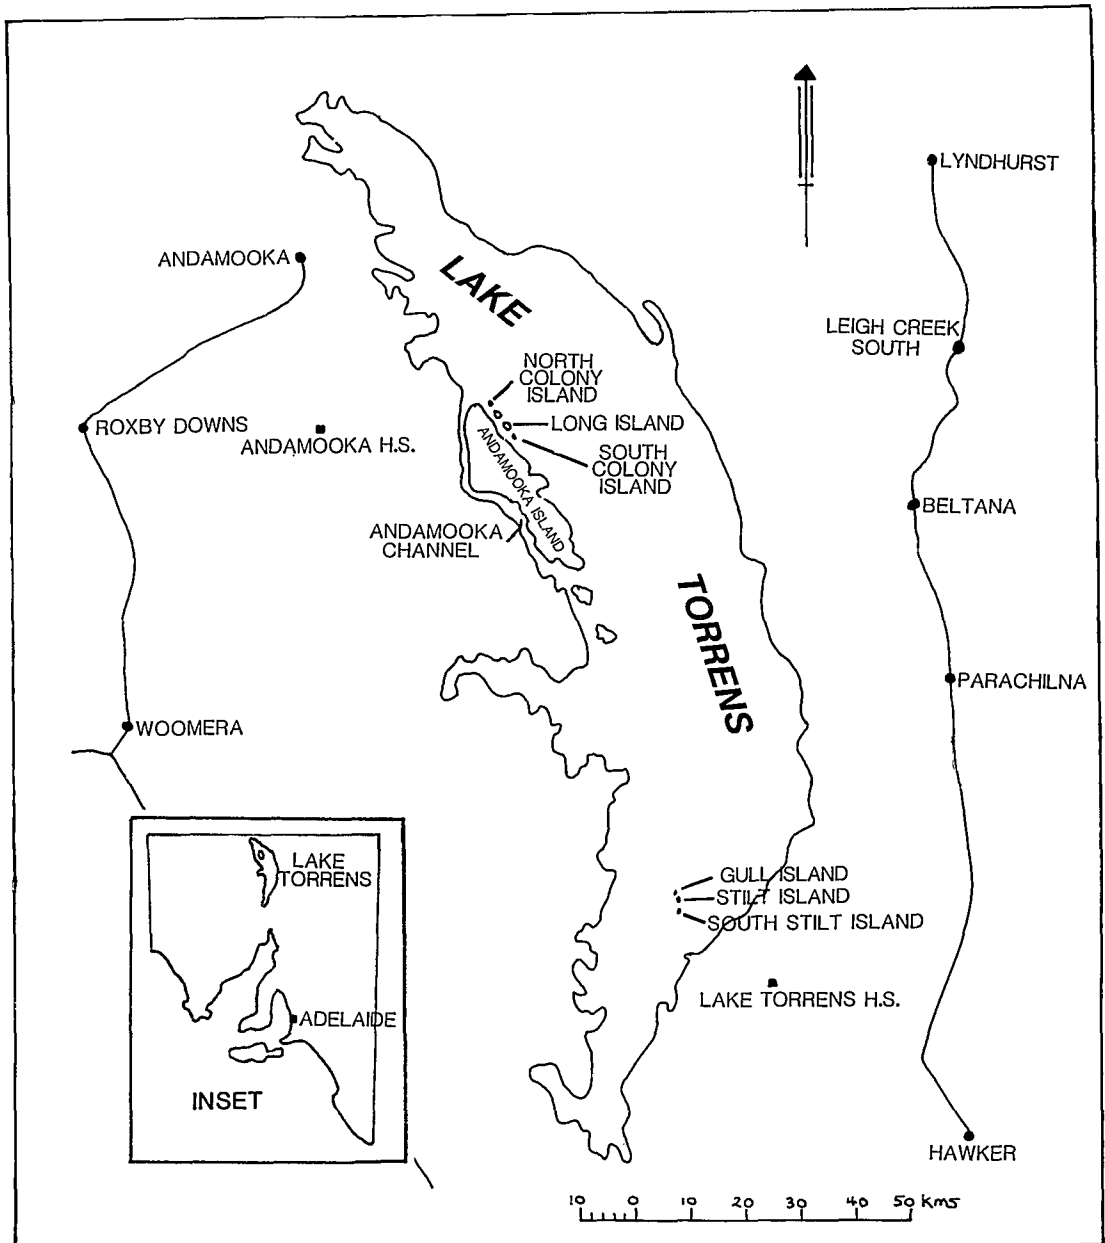 LYNDHURST
ANDAMOOKA
LAKE
LEIGH CREEK
SOUTH
NORTH
COLONY
ISLAND
LONG ISLAND
ROXBY DOWNS
ANDAMOOKA H.S.
SOUTH
COLONY
ISLAND
ANDAMOOKA ISLAND
BELTANA
ANDAMOOKA
CHANNEL
TORRENS
PARACHILNA
WOOMERA
LAKE
TORRENS
GULL ISLAND
STILT ISLAND
SOUTH STILT ISLAND
LAKE TORRENS H.S.
ADELAIDE
INSET
HAWKER
10 0 10 20 30 40 50 kms